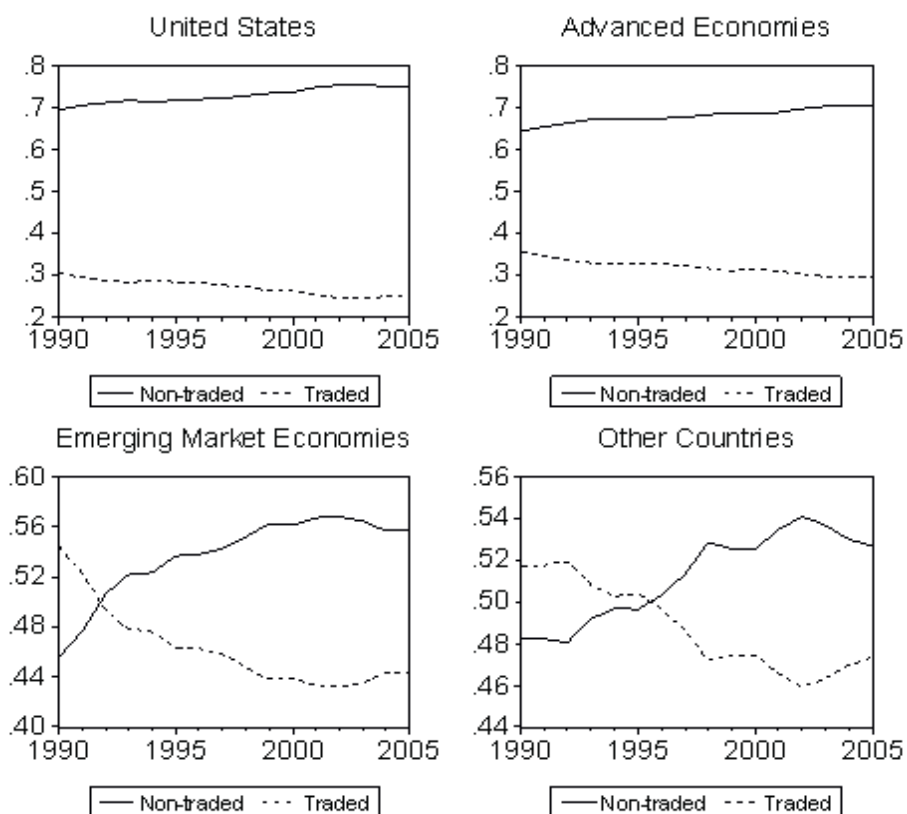 United States
.8
.7
.6
.5
.4
.3
.2
1990 1995 2000 2005
Non-traded Traded
Advanced Economies
.8
.7
.6
.5
.4
.3
.2
1990 1995 2000 2005
Non-traded Traded
Emerging Market Economies
.60
.56
.52
.48
.44
.40
1990 1995 2000 2005
Non-traded Traded
Other Countries
.56
.54
.52
.50
.48
.46
.44
1990 1995 2000 2005
Non-traded Traded